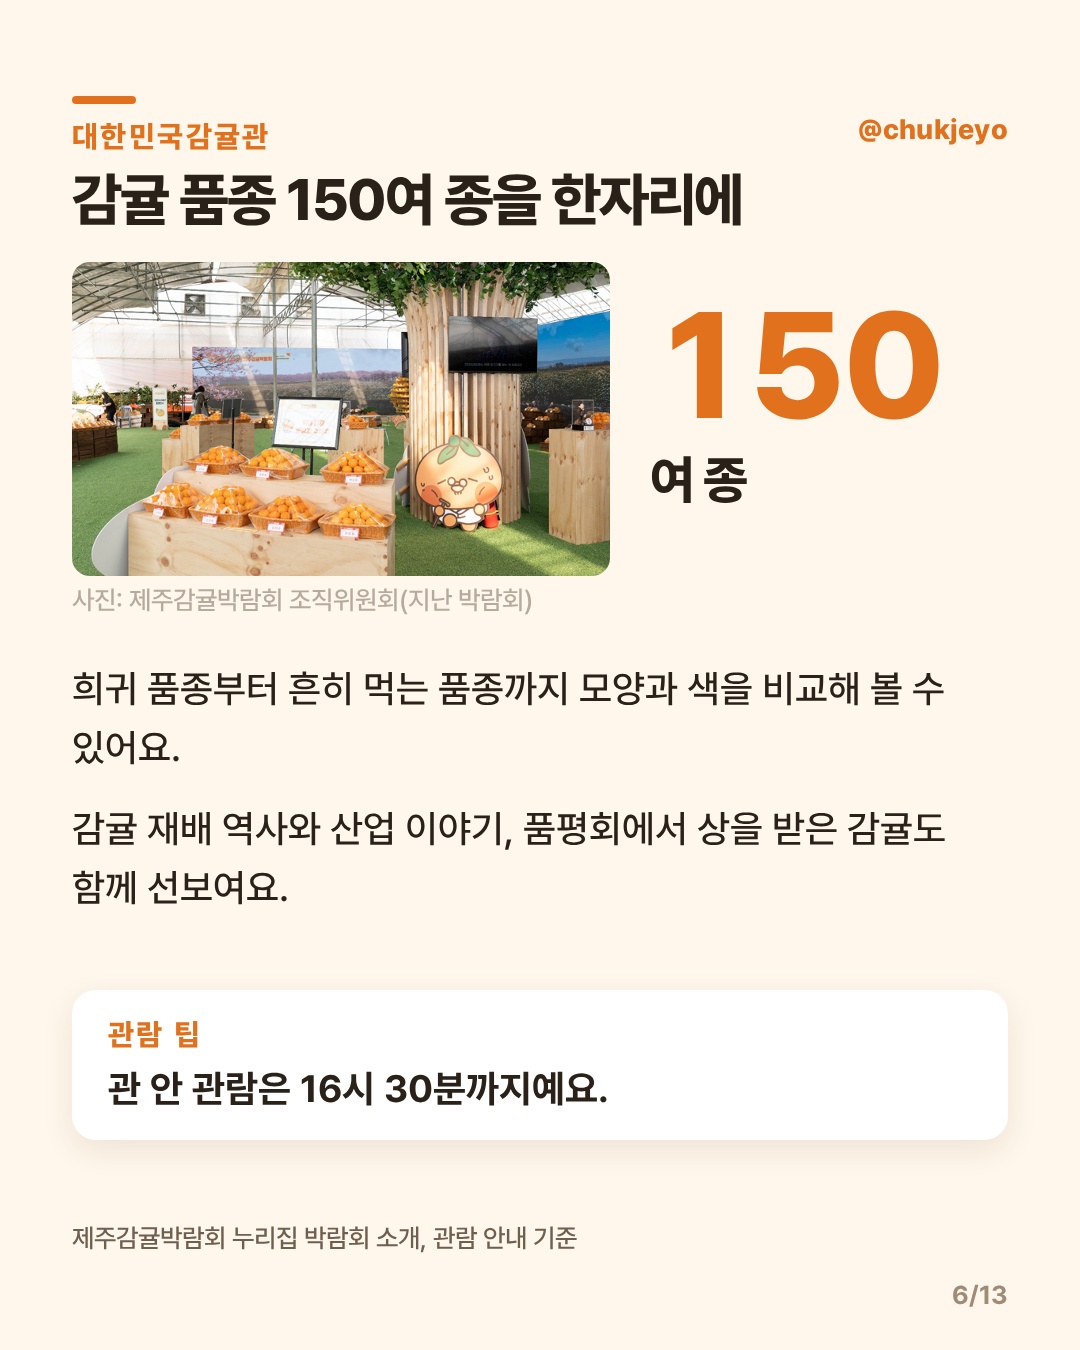 대한민국감귤관
@chukjeyo
감귤 품종 150여 종을 한자리에
150
여 종
사진: 제주감귤박람회 조직위원회(지난 박람회)
희귀 품종부터 흔히 먹는 품종까지 모양과 색을 비교해 볼 수
있어요.
감귤 재배 역사와 산업 이야기, 품평회에서 상을 받은 감귤도
함께 선보여요.
관람 팁
관 안 관람은 16시 30분까지예요.
제주감귤박람회 누리집 박람회 소개, 관람 안내 기준
6/13